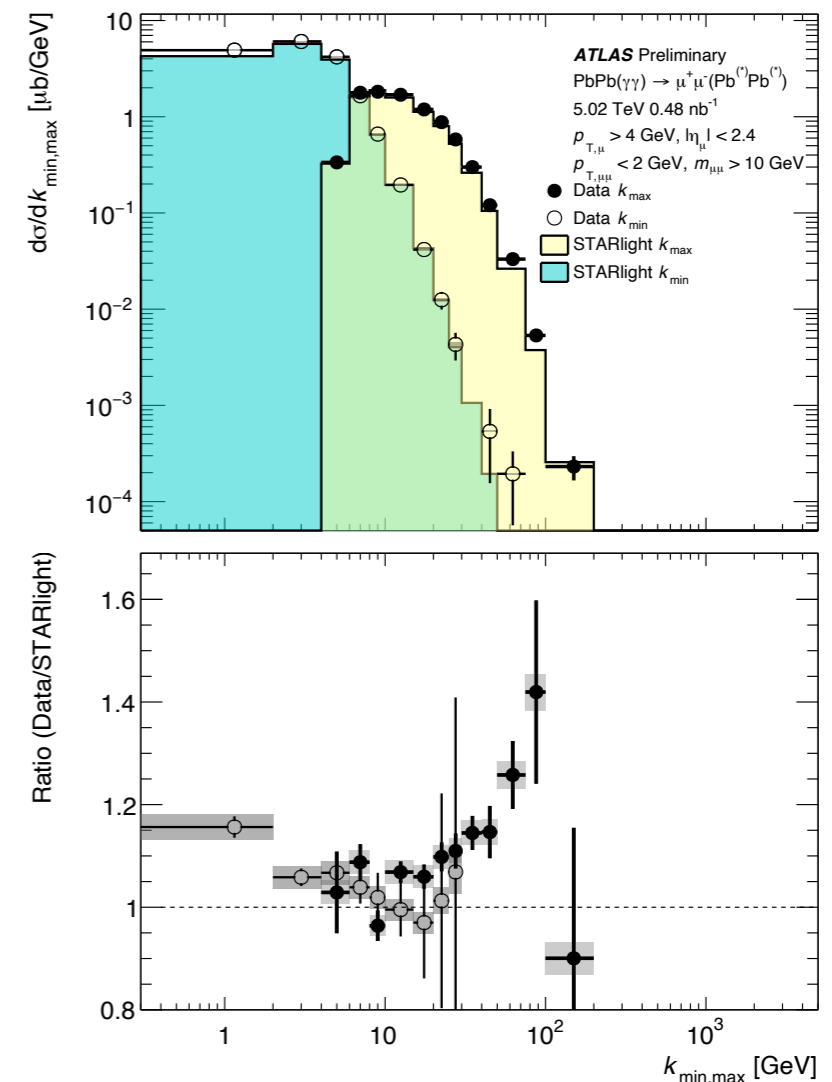 dσ/dk_min,max [μb/GeV]
10
1
10⁻¹
10⁻²
10⁻³
10⁻⁴
ATLAS Preliminary
PbPb(γγ) → μ⁺μ⁻(Pb⁽*⁾Pb⁽*⁾)
5.02 TeV 0.48 nb⁻¹
p_T,μ > 4 GeV, |η_μ| < 2.4
p_T,μμ < 2 GeV, m_μμ > 10 GeV
Data k_max
Data k_min
STARlight k_max
STARlight k_min
Ratio (Data/STARlight)
1.6
1.4
1.2
1
0.8
1 10 10² 10³
k_min,max [GeV]